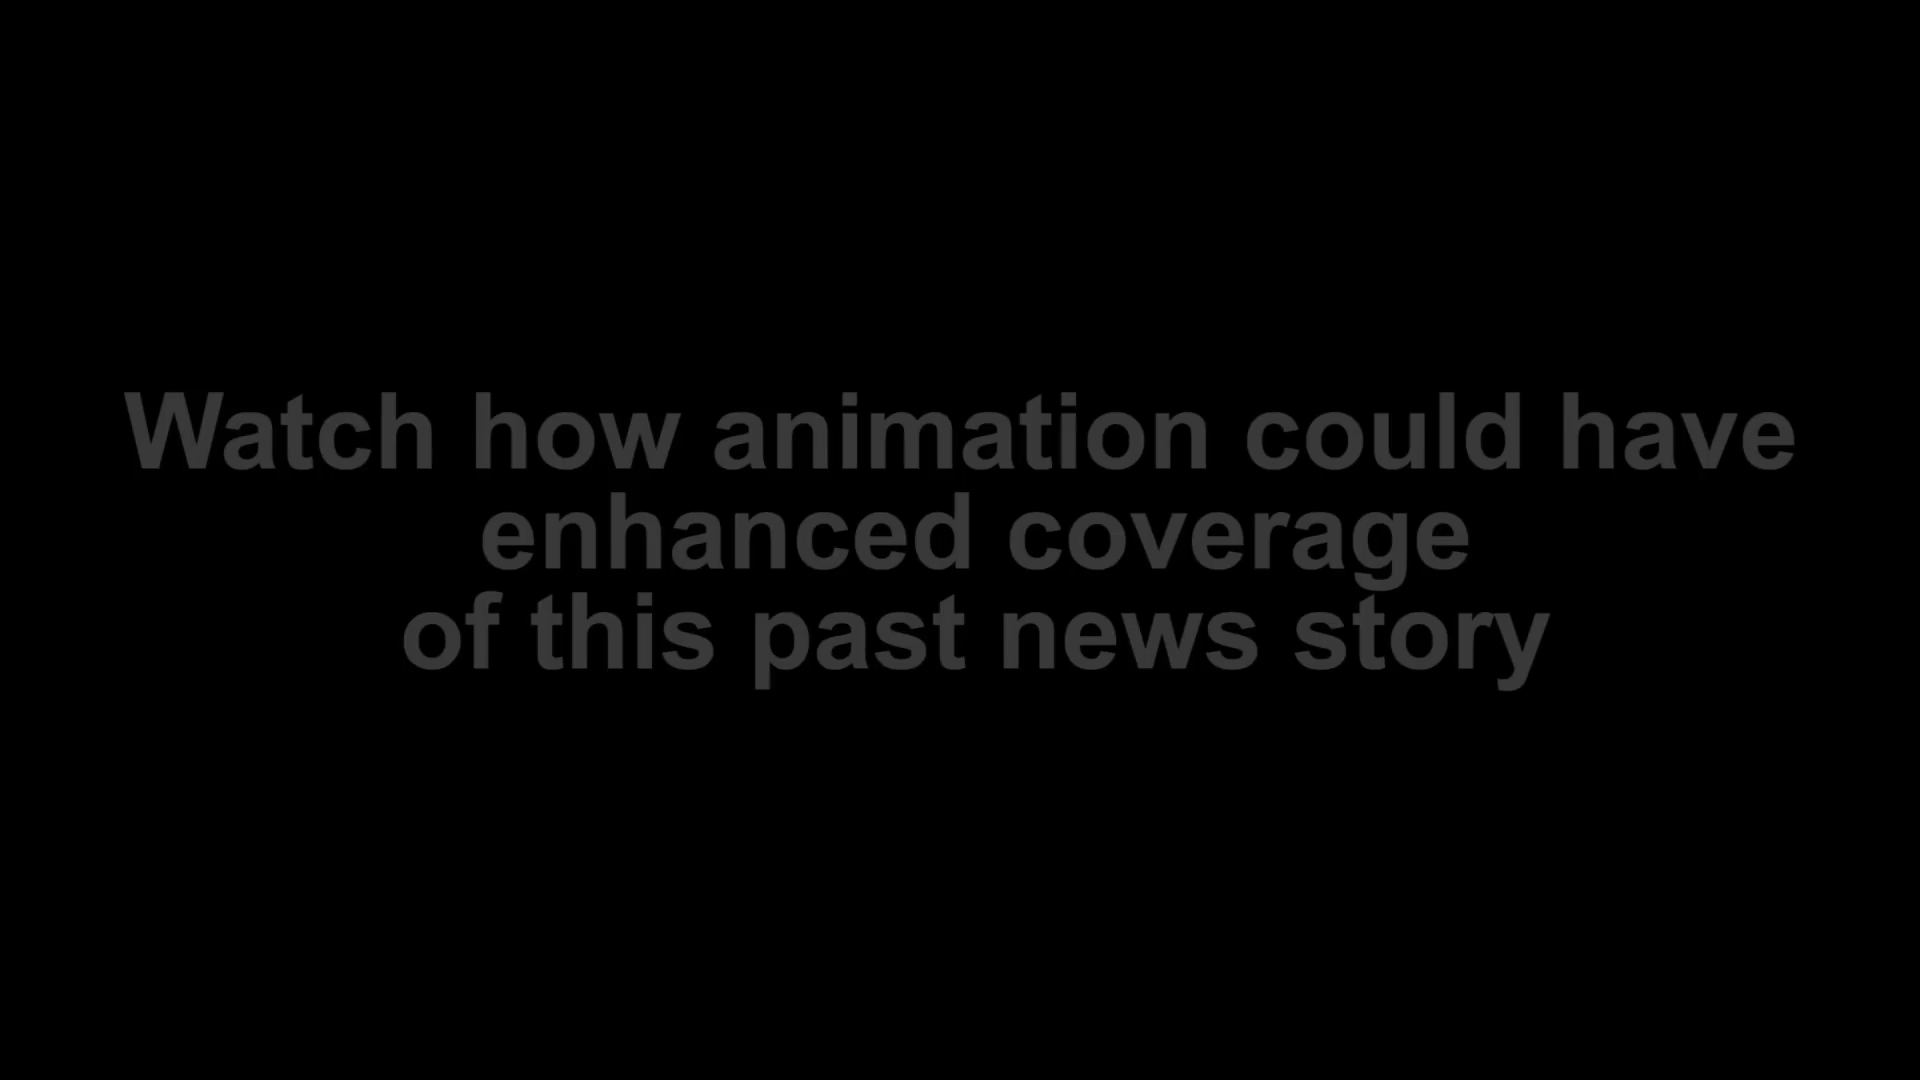 Watch how animation could have
enhanced coverage
of this past news story